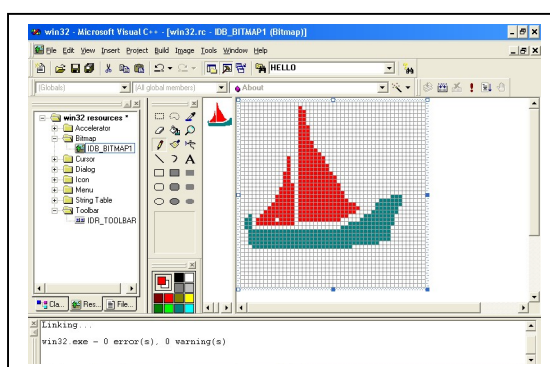 win32 - Microsoft Visual C++ - [win32.rc - IDB_BITMAP1 (Bitmap)]
File Edit View Insert Project Build Image Tools Window Help
HELLO
(Globals) (All global members) About
win32 resources *
Accelerator
Bitmap
IDB_BITMAP1
Cursor
Dialog
Icon
Menu
String Table
Toolbar
IDR_TOOLBAR
A
Cla... Res... File...
Linking...
win32.exe - 0 error(s), 0 warning(s)